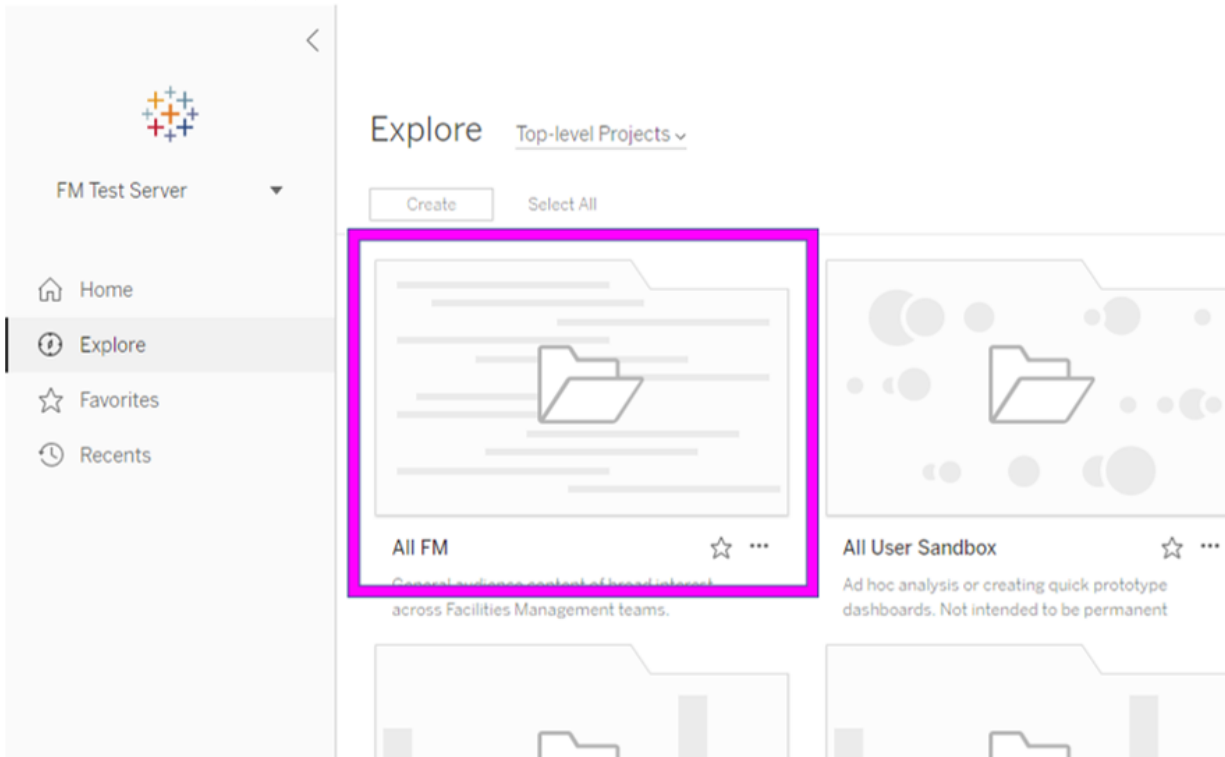 FM Test Server
Home
Explore
Favorites
Recents
Explore Top-level Projects
Create Select All
All FM
General audience content of broad interest
across Facilities Management teams.
All User Sandbox
Ad hoc analysis or creating quick prototype
dashboards. Not intended to be permanent